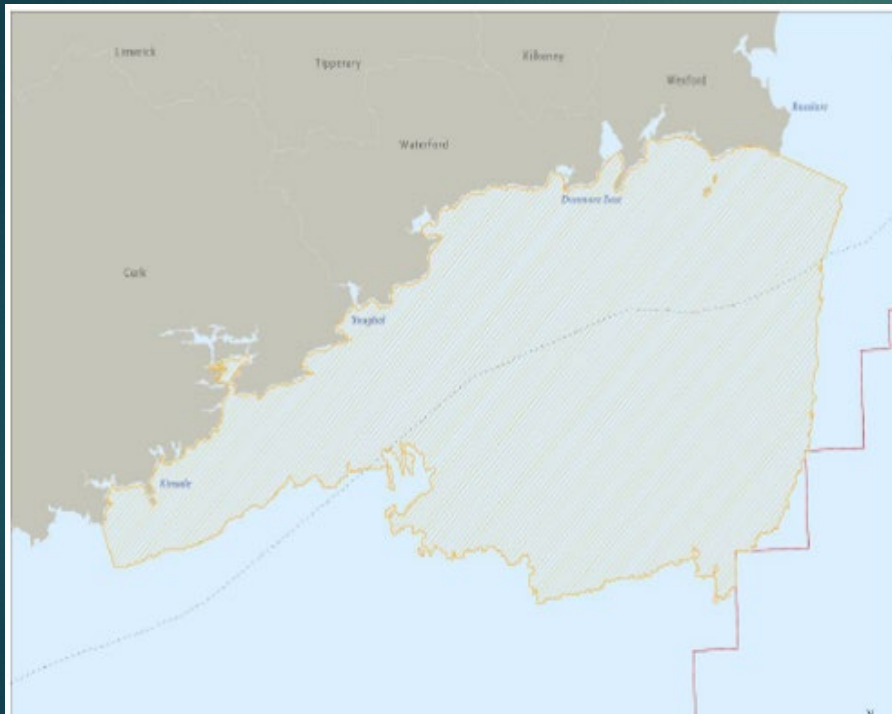 Limerick
Tipperary
Kilkenny
Wexford
Rosslare
Waterford
Dunmore East
Cork
Youghal
Kinsale
N